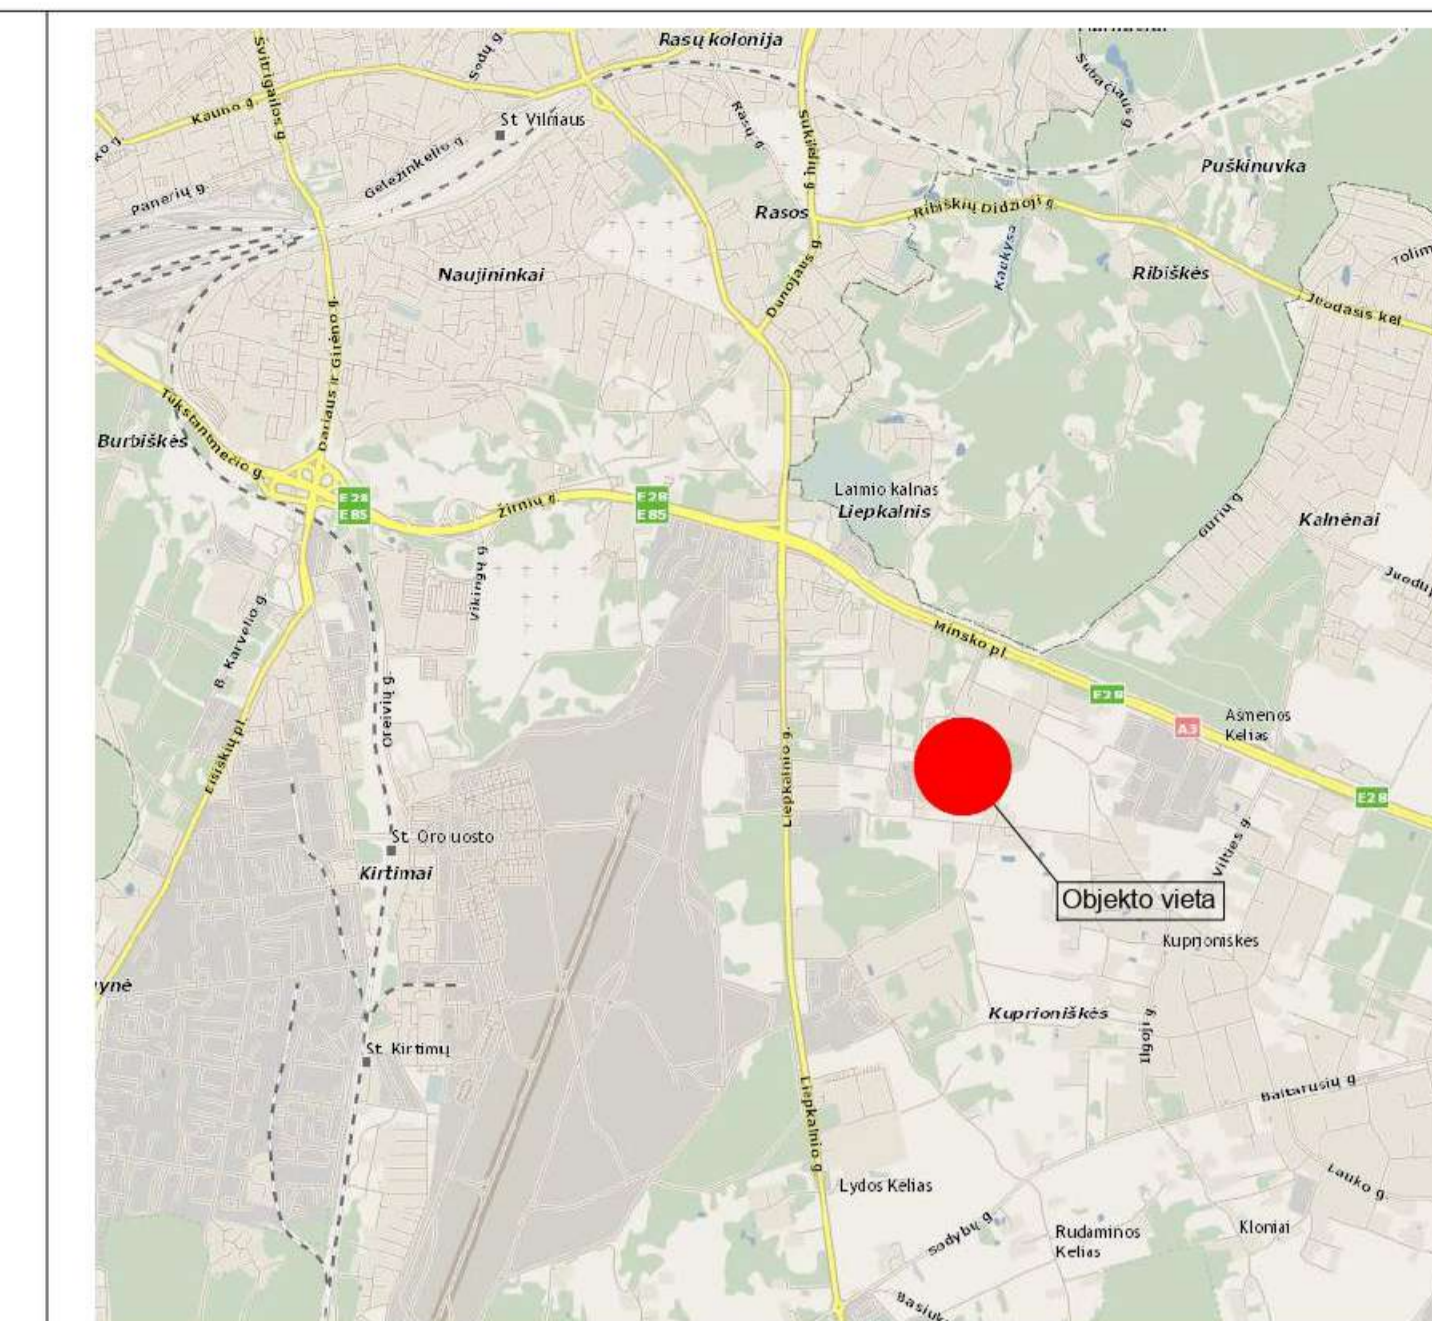 Rasų kolonija
Švitrigailos g.
Sodų g.
Kauno g.
St. Vilniaus
Rasų g.
Sukilėlių g.
Subačiaus g.
Geležinkelio g.
Panerių g.
Puškinuvka
Rasos
Ribiškių Didžioji g.
Kaukysa
Ribiškės
Naujininkai
Dunojaus g.
Juodasis kel.
Dariaus ir Girėno g.
Tūkstantmečio g.
Burbiškės
E28
E85
Žirnių g.
E28
E85
Laimio kalnas
Liepkalnis
Gurių g.
Kalnėnai
Vikingų g.
B. Karvelio g.
Minsko pl.
Oreivių g.
E28
A3
Ašmenos
Kelias
Eišiškių pl.
Liepkalnio g.
E28
Vilties g.
St. Oro uosto
Kirtimai
Objekto vieta
Kuprioniškės
Kuprioniškės
Ilgoji g.
St. Kirtimų
Baltarusių g.
Liepkalnio g.
Lauko g.
Lydos Kelias
Sodybų g.
Rudaminos
Kelias
Kloniai